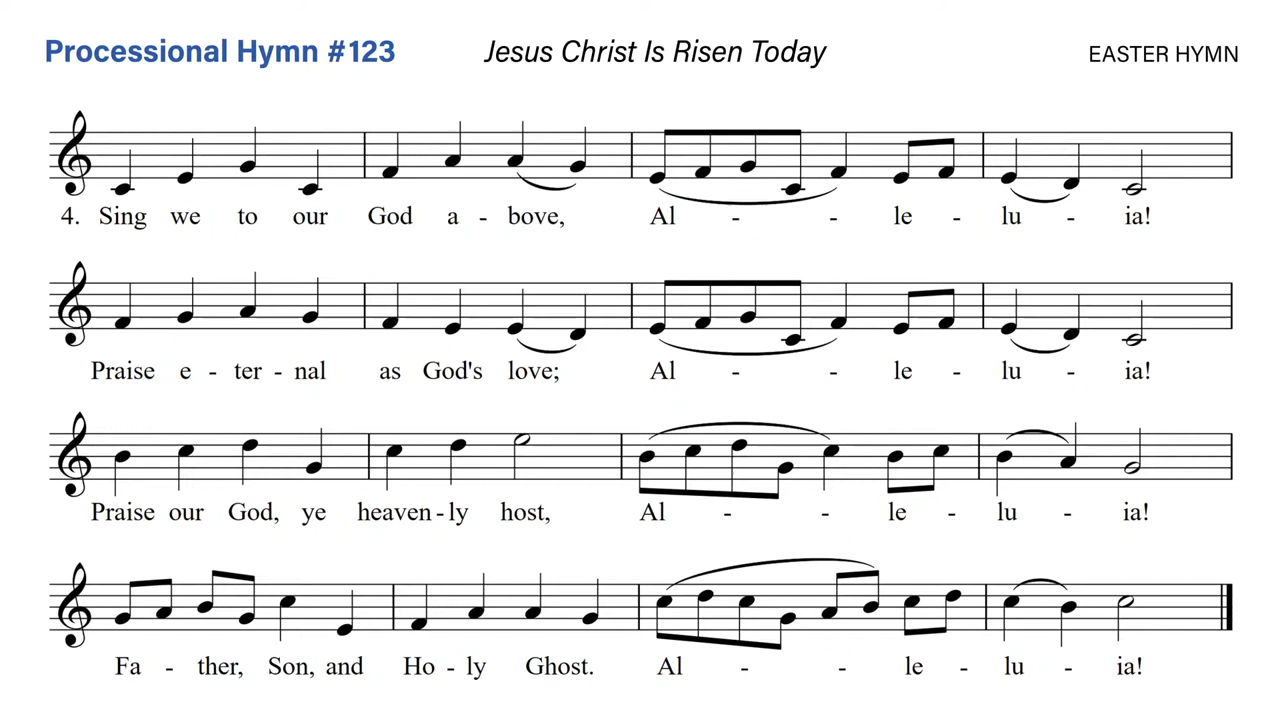 Processional Hymn #123 Jesus Christ Is Risen Today EASTER HYMN
4. Sing we to our God a - bove, Al - - le - lu - ia!
Praise e - ter - nal as God's love; Al - - le - lu - ia!
Praise our God, ye heaven - ly host, Al - - le - lu - ia!
Fa - ther, Son, and Ho - ly Ghost. Al - - le - lu - ia!